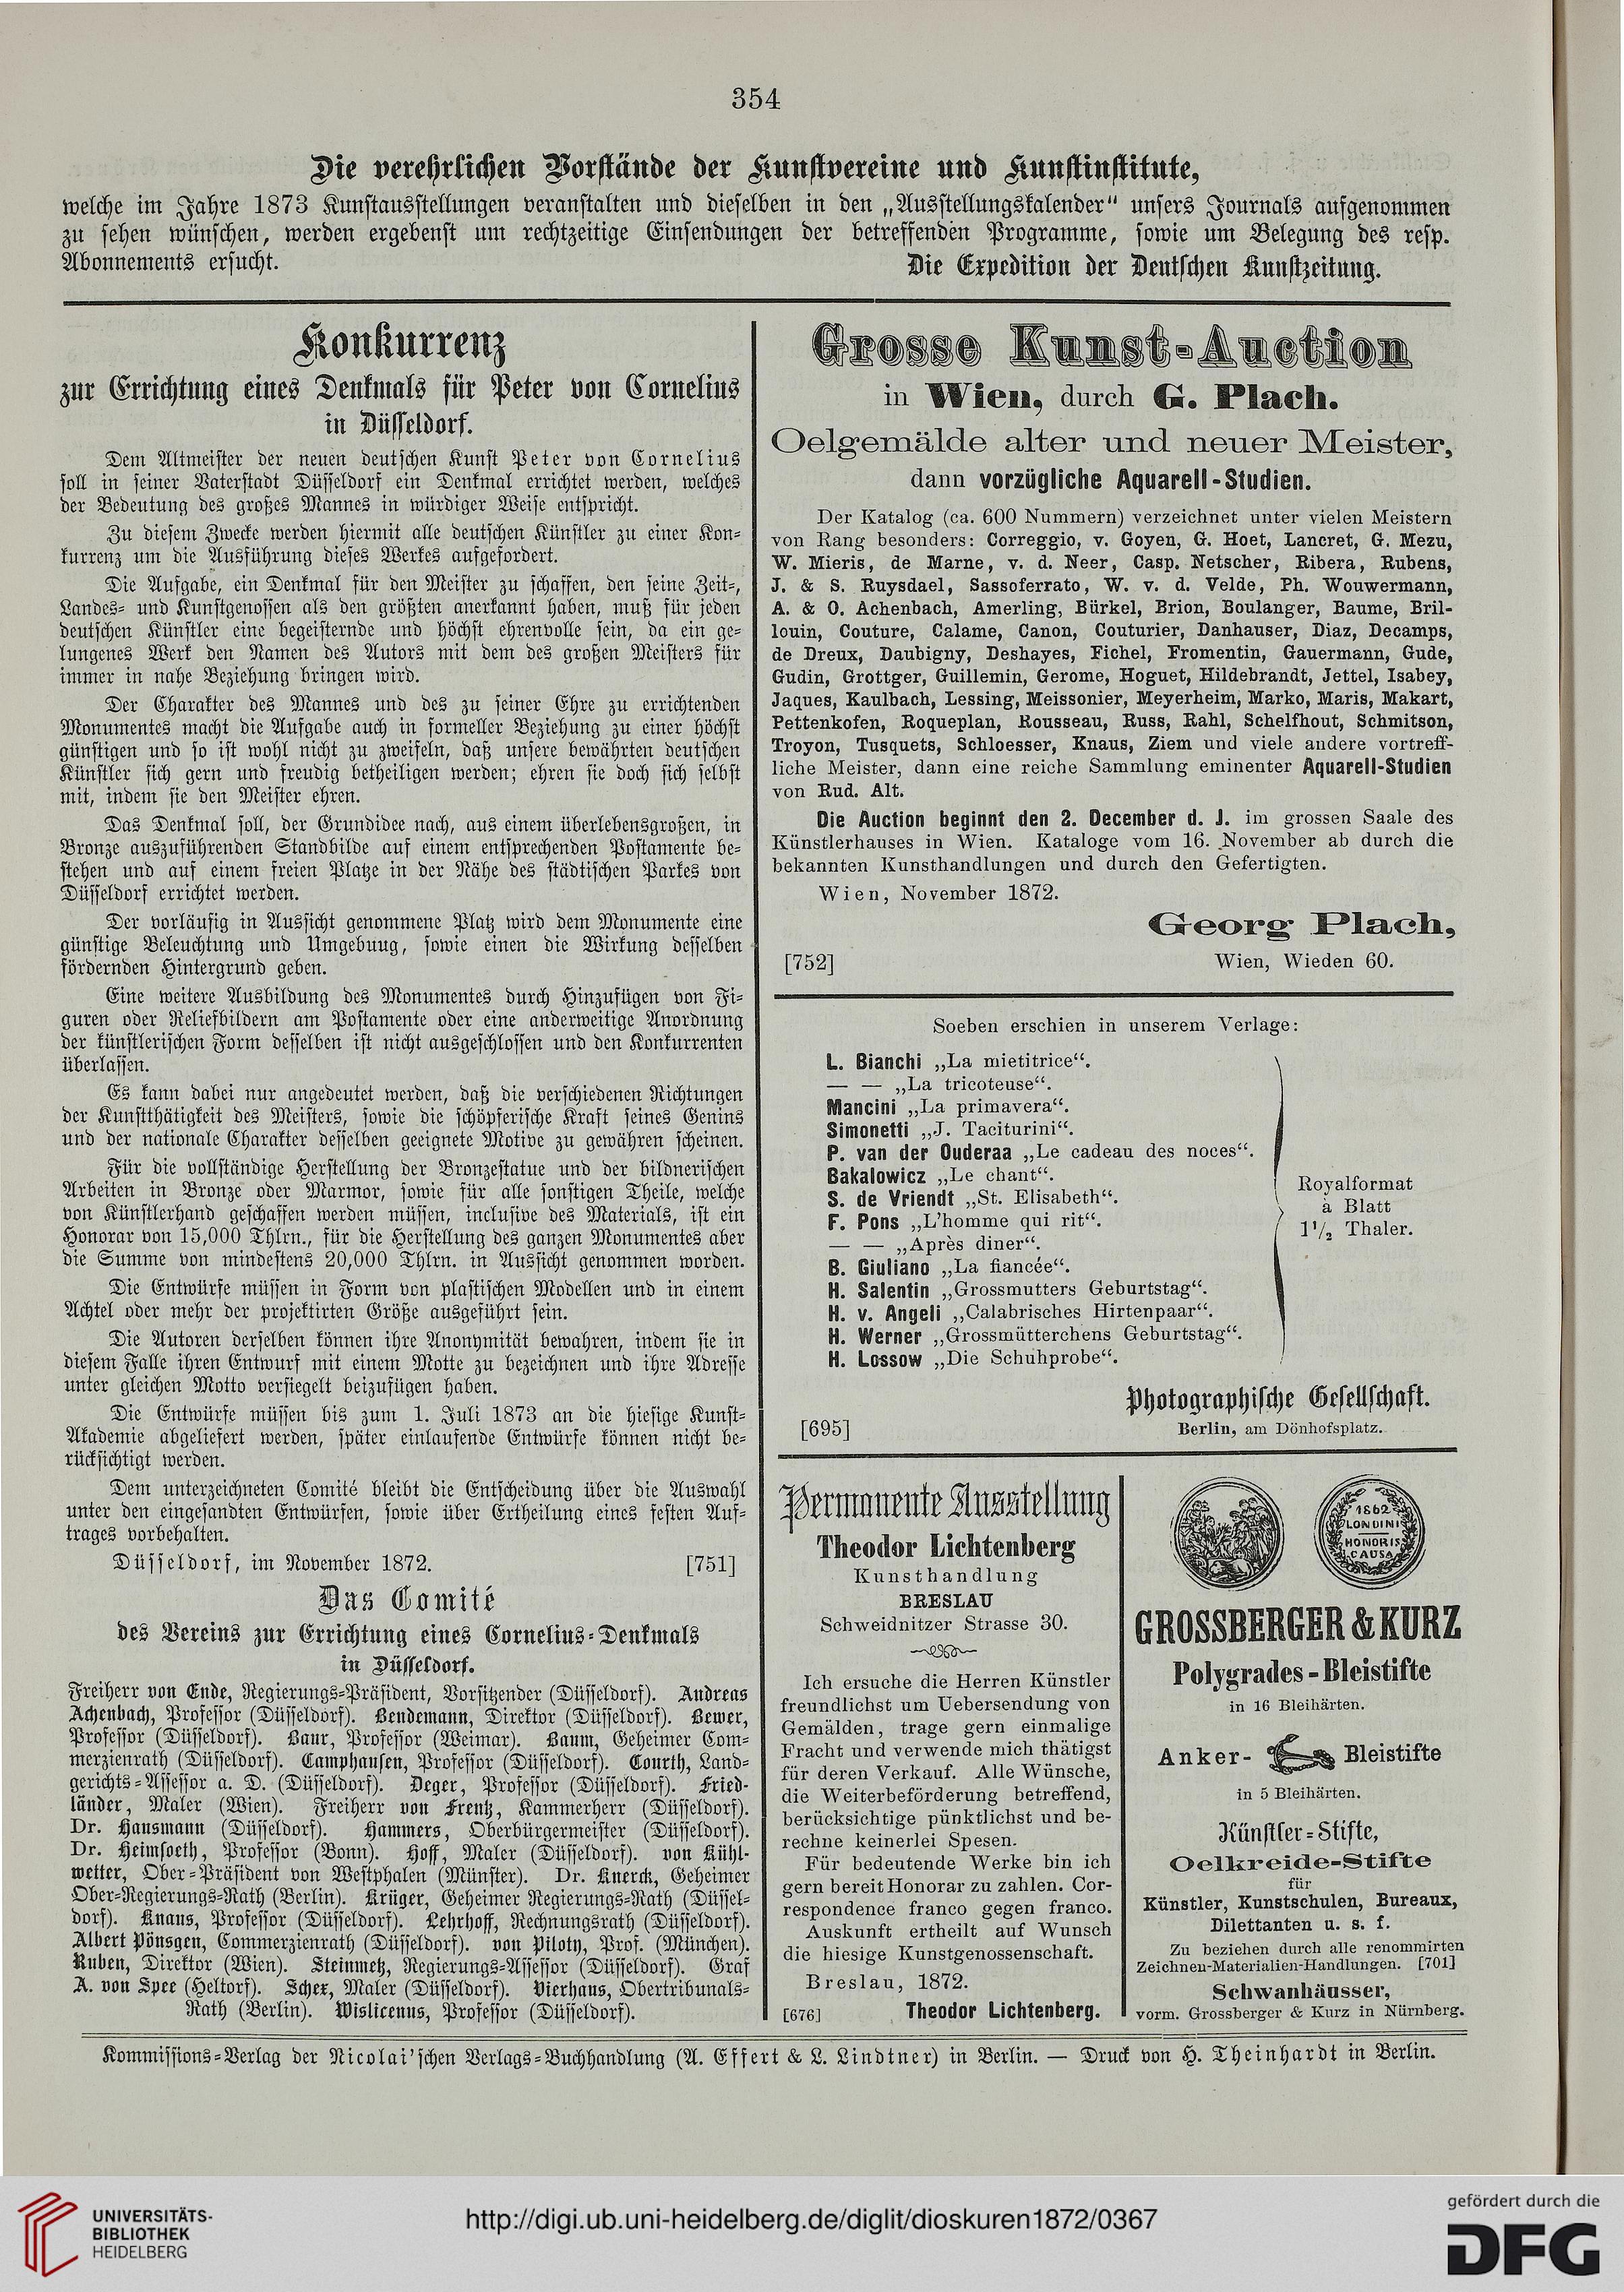 354
Die verehrlichen Vorstände der Kunstvereine und Kunstinstitute,
welche im Jahre 1873 Kunstausstellungen veranstalten und dieselben in den „Ausstellungskalender" unsers Journals aufgenommen
zu sehen wünschen, werden ergebenst um rechtzeitige Einsendungen der betreffenden Programme, sowie um Belegung des resp.
Abonnements ersucht. Die Expedition der Deutschen Kunstzeitung.
Konkurrenz
zur Errichtung eines Denkmals für Peter von Cornelius
in Düsseldorf.
Dem Altmeister der neuen deutschen Kunst Peter von Cornelius
soll in seiner Vaterstadt Düsseldorf ein Denkmal errichtet werden, welches
der Bedeutung des großes Mannes in würdiger Weise entspricht.
Zu diesem Zwecke werden hiermit alle deutschen Künstler zu einer Kon-
kurrenz um die Ausführung dieses Werkes aufgefordert.
Die Aufgabe, ein Denkmal für den Meister zu schaffen, den seine Zeit-,
Landes- und Kunstgenossen als den größten anerkannt haben, muß für jeden
deutschen Künstler eine begeisternde und höchst ehrenvolle sein, da ein ge-
lungenes Werk den Namen des Autors mit dem des großen Meisters für
immer in nahe Beziehung bringen wird.
Der Charakter des Mannes und des zu seiner Ehre zu errichtenden
Monumentes macht die Aufgabe auch in formeller Beziehung zu einer höchst
günstigen und so ist wohl nicht zu zweifeln, daß unsere bewährten deutschen
Künstler sich gern und freudig betheiligen werden; ehren sie doch sich selbst
mit, indem sie den Meister ehren.
Das Denkmal soll, der Grundidee nach, aus einem überlebensgroßen, in
Bronze auszuführenden Standbilde auf einem entsprechenden Postamente be-
stehen und auf einem freien Platze in der Nähe des städtischen Parkes von
Düsseldorf errichtet werden.
Der vorläufig in Aussicht genommene Platz wird dem Monumente eine
günstige Beleuchtung und Umgebuug, sowie einen die Wirkung desselben
fördernden Hintergrund geben.
Eine weitere Ausbildung des Monumentes durch Hinzufügen von Fi-
guren oder Reliefbildern am Postamente oder eine anderweitige Anordnung
der künstlerischen Form desselben ist nicht ausgeschlossen und den Konkurrenten
überlassen.
Es kann dabei nur angedeutet werden, daß die verschiedenen Richtungen
der Kunstthätigkeit des Meisters, sowie die schöpferische Kraft seines Genius
und der nationale Charakter desselben geeignete Motive zu gewähren scheinen.
Für die vollständige Herstellung der Bronzestatue und der bildnerischen
Arbeiten in Bronze oder Marmor, sowie für alle sonstigen Theile, welche
von Künstlerhand geschaffen werden müssen, inclusive des Materials, ist ein
Honorar von 15,000 Thlrn., für die Herstellung des ganzen Monumentes aber
die Summe von mindestens 20,000 Thlrn. in Aussicht genommen worden.
Die Entwürfe müssen in Form von plastischen Modellen und in einem
Achtel oder mehr der projektirten Größe ausgeführt sein.
Die Autoren derselben können ihre Anonymität bewahren, indem sie in
diesem Falle ihren Entwurf mit einem Motte zu bezeichnen und ihre Adresse
unter gleichen Motto versiegelt beizufügen haben.
Die Entwürfe müssen bis zum 1. Juli 1873 an die hiesige Kunst-
Akademie abgeliefert werden, später einlaufende Entwürfe können nicht be-
rücksichtigt werden.
Dem unterzeichneten Comité bleibt die Entscheidung über die Auswahl
unter den eingesandten Entwürfen, sowie über Ertheilung eines festen Auf-
trages vorbehalten.
Düsseldorf, im November 1872. [751]
Das Comité
des Vereins zur Errichtung eines Cornelius-Denkmals
in Düsseldorf.
Freiherr von Ende, Regierungs-Präsident, Vorsitzender (Düsseldorf). Andreas
Achenbach, Professor (Düsseldorf). Bendemann, Direktor (Düsseldorf). Bewer,
Professor (Düsseldorf). Baur, Professor (Weimar). Baum, Geheimer Com-
merzienrath (Düsseldorf). Camphausen, Professor (Düsseldorf). Courth, Land-
gerichts-Assessor a. D. (Düsseldorf). Deger, Professor (Düsseldorf). Fried-
länder, Maler (Wien). Freiherr von Frentz, Kammerherr (Düsseldorf).
Dr. Hausmann (Düsseldorf). Hammers, Oberbürgermeister (Düsseldorf).
Dr. Heimsoeth, Professor (Bonn). Hoff, Maler (Düsseldorf). von Kühl-
wetter, Ober-Präsident von Westphalen (Münster). Dr. Knerck, Geheimer
Ober-Regierungs-Rath (Berlin). Krüger, Geheimer Regierungs-Rath (Düssel-
dorf). Knaus, Professor (Düsseldorf). Lehrhoff, Rechnungsrath (Düsseldorf).
Albert Pönsgen, Commerzienrath (Düsseldorf). von Piloty, Prof. (München).
Ruben, Direktor (Wien). Steinmetz, Regierungs-Assessor (Düsseldorf). Graf
A. von Spee (Heltorf). Schex, Maler (Düsseldorf). Vierhaus, Obertribunals-
Rath (Berlin). Wislicenus, Professor (Düsseldorf).
Grosse Kunst-Auction
in Wien, durch G. Plach.
Oelgemälde alter und neuer Meister,
dann vorzügliche Aquarell-Studien.
Der Katalog (ca. 600 Nummern) verzeichnet unter vielen Meistern
von Rang besonders: Correggio, v. Goyen, G. Hoet, Lancret, G. Mezu,
W. Mieris, de Marne, v. d. Neer, Casp. Netscher, Ribera, Rubens,
J. & S. Ruysdael, Sassoferrato, W. v. d. Velde, Ph. Wouwermann,
A. & O. Achenbach, Amerling, Bürkel, Brion, Boulanger, Baume, Bril-
louin, Couture, Calame, Canon, Couturier, Danhauser, Diaz, Decamps,
de Dreux, Daubigny, Deshayes, Fichel, Fromentin, Gauermann, Gude,
Gudin, Grottger, Guillemin, Gerome, Hoguet, Hildebrandt, Jettel, Isabey,
Jaques, Kaulbach, Lessing, Meissonier, Meyerheim, Marko, Maris, Makart,
Pettenkofen, Roqueplan, Rousseau, Russ, Rahl, Schelfhout, Schmitson,
Troyon, Tusquets, Schloesser, Knaus, Ziem und viele andere vortreff-
liche Meister, dann eine reiche Sammlung eminenter Aquarell-Studien
von Rud. Alt.
Die Auction beginnt den 2. December d. J. im grossen Saale des
Künstlerhauses in Wien. Kataloge vom 16. November ab durch die
bekannten Kunsthandlungen und durch den Gefertigten.
Wien, November 1872.
Georg Plach,
[752] Wien, Wieden 60.
Soeben erschien in unserem Verlage:
L. Bianchi „La mietitrice“.
— — „La tricoteuse“.
Mancini „La primavera“.
Simonetti „J. Taciturini“.
P. van der Ouderaa „Le cadeau des noces“.
Bakalowicz „Le chant“.
S. de Vriendt „St. Elisabeth“.
F. Pons „L'homme qui rit“.
— — „Après diner“.
B. Giuliano „La fiancée“.
H. Salentin „Grossmutters Geburtstag“.
H. v. Angeli „Calabrisches Hirtenpaar“.
H. Werner „Grossmütterchens Geburtstag“.
H. Lossow „Die Schuhprobe“.
Royalformat
à Blatt
1 1/2 Thaler.
Photographische Gesellschaft.
[695] Berlin, am Dönhofsplatz.
Permanente Ausstellung
Theodor Lichtenberg
Kunsthandlung
BRESLAU
Schweidnitzer Strasse 30.
Ich ersuche die Herren Künstler
freundlichst um Uebersendung von
Gemälden, trage gern einmalige
Fracht und verwende mich thätigst
für deren Verkauf. Alle Wünsche,
die Weiterbeförderung betreffend,
berücksichtige pünktlichst und be-
rechne keinerlei Spesen.
Für bedeutende Werke bin ich
gern bereit Honorar zu zahlen. Cor-
respondence franco gegen franco.
Auskunft ertheilt auf Wunsch
die hiesige Kunstgenossenschaft.
Breslau, 1872.
[676] Theodor Lichtenberg.
1862
LONDINI
HONORIS
CAUSA
GROSSBERGER & KURZ
Polygrades-Bleistifte
in 16 Bleihärten.
Anker- Bleistifte
in 5 Bleihärten.
Künstler-Stifte,
Oelkreide-Stifte
für
Künstler, Kunstschulen, Bureaux,
Dilettanten u. s. f.
Zu beziehen durch alle renommirten
Zeichnen-Materialien-Handlungen. [701]
Schwanhäusser,
vorm. Grossberger & Kurz in Nürnberg.
Kommissions-Verlag der Nicolai'schen Verlags-Buchhandlung (A. Effert & L. Lindtner) in Berlin. — Druck von H. Theinhardt in Berlin.
UNIVERSITÄTS-
BIBLIOTHEK
HEIDELBERG
http://digi.ub.uni-heidelberg.de/diglit/dioskuren1872/0367
gefördert durch die
DFG